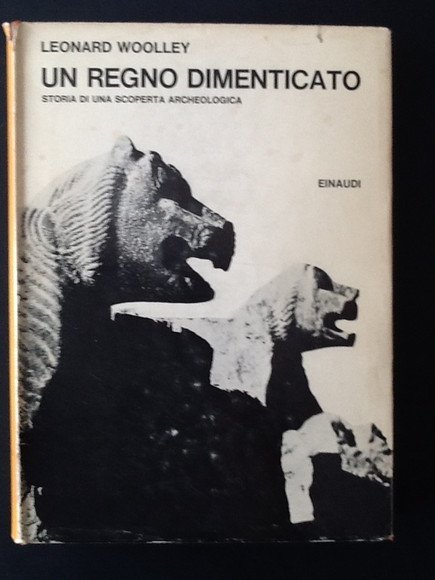 LEONARD WOOLLEY
UN REGNO DIMENTICATO
STORIA DI UNA SCOPERTA ARCHEOLOGICA
EINAUDI